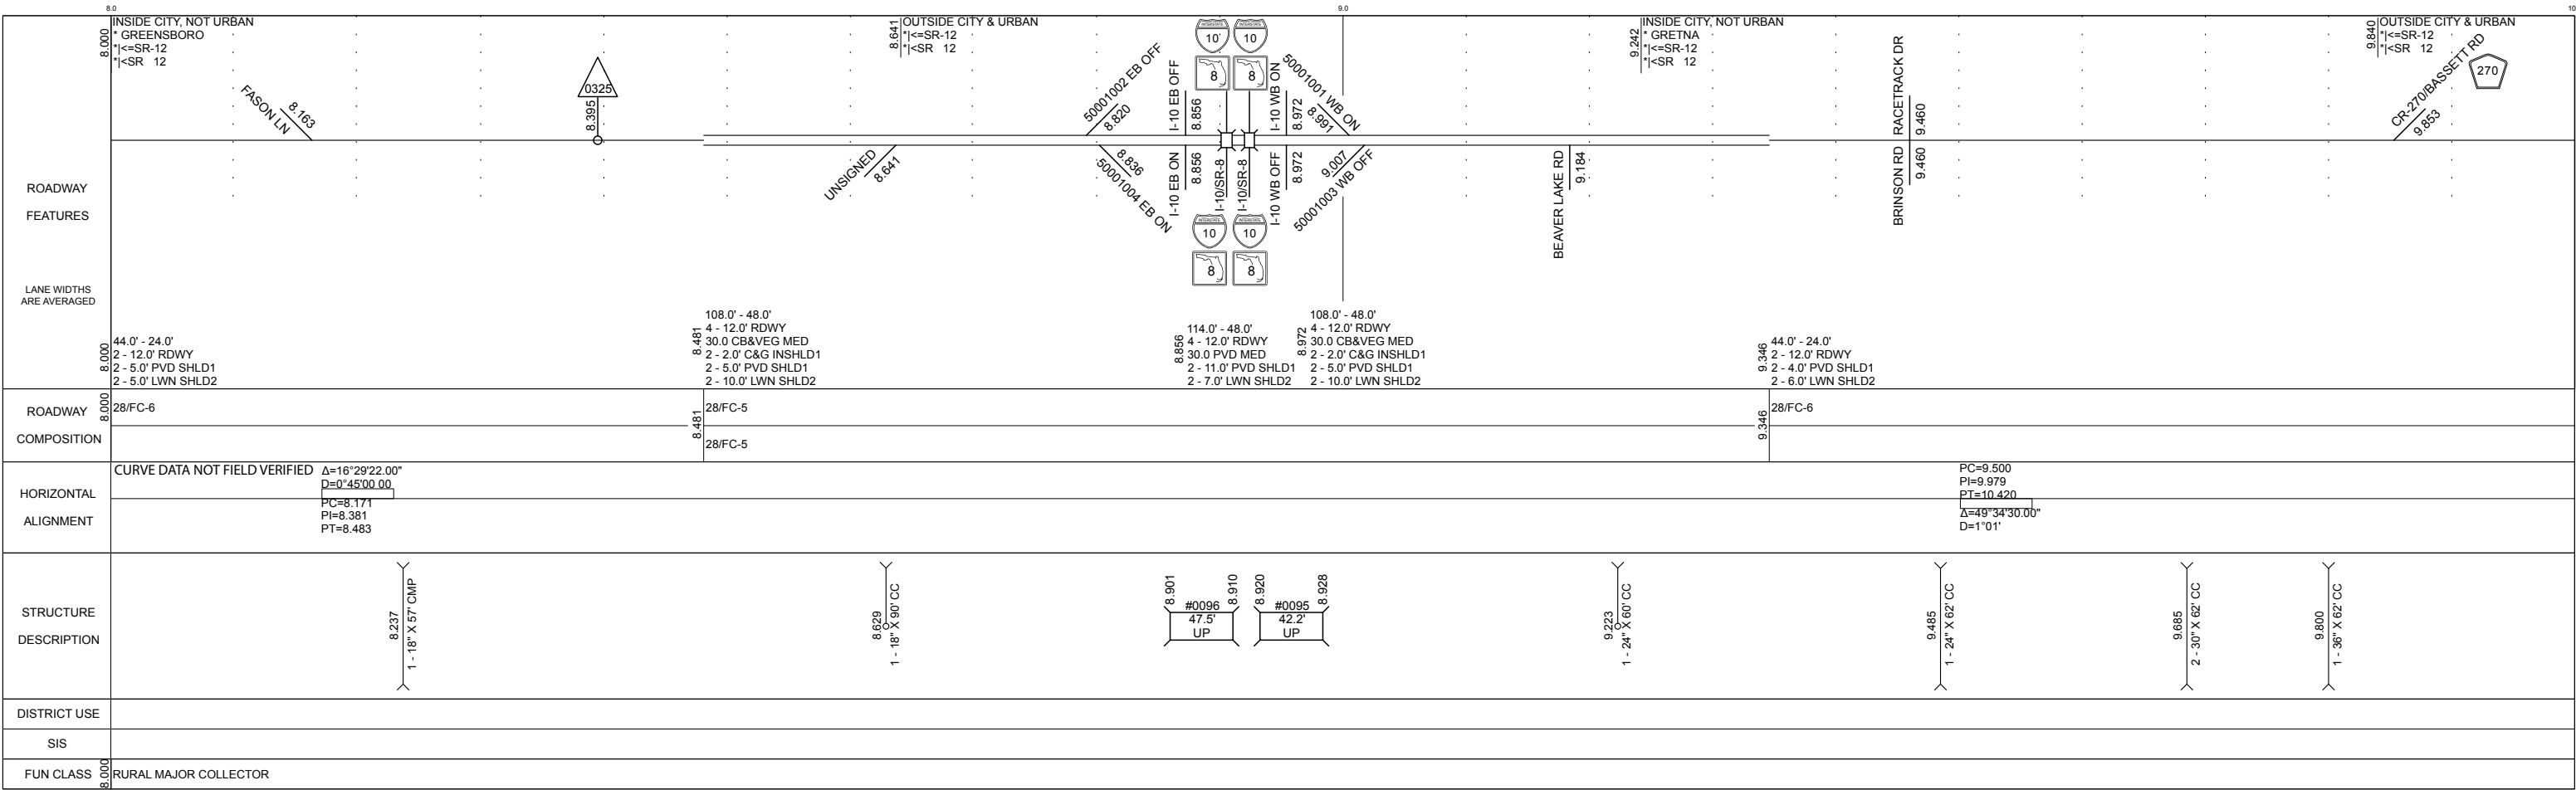 8.0
9.0
10
8.000
INSIDE CITY, NOT URBAN
* GREENSBORO
*|<=SR-12
*|<SR 12
8.641
OUTSIDE CITY & URBAN
*|<=SR-12
*|<SR 12
9.242
INSIDE CITY, NOT URBAN
* GRETNA
*|<=SR-12
*|<SR 12
9.840
OUTSIDE CITY & URBAN
*|<=SR-12
*|<SR 12
ROADWAY
FEATURES
FASON LN
8.163
0325
8.395
UNSIGNED
8.641
50001002 EB OFF
8.820
8.836
50001004 EB ON
I-10 EB OFF
8.856
I-10 EB ON
8.856
INTERSTATE
10
INTERSTATE
10
8
8
I-10/SR-8
I-10/SR-8
INTERSTATE
10
INTERSTATE
10
8
8
I-10 WB ON
8.972
I-10 WB OFF
8.972
50001001 WB ON
8.991
9.007
50001003 WB OFF
BEAVER LAKE RD
9.184
RACETRACK DR
9.460
BRINSON RD
9.460
CR-270/BASSETT RD
9.853
270
LANE WIDTHS
ARE AVERAGED
8.000
44.0' - 24.0'
2 - 12.0' RDWY
2 - 5.0' PVD SHLD1
2 - 5.0' LWN SHLD2
8.481
108.0' - 48.0'
4 - 12.0' RDWY
30.0 CB&VEG MED
2 - 2.0' C&G INSHLD1
2 - 5.0' PVD SHLD1
2 - 10.0' LWN SHLD2
8.856
114.0' - 48.0'
4 - 12.0' RDWY
30.0 PVD MED
2 - 11.0' PVD SHLD1
2 - 7.0' LWN SHLD2
8.972
108.0' - 48.0'
4 - 12.0' RDWY
30.0 CB&VEG MED
2 - 2.0' C&G INSHLD1
2 - 5.0' PVD SHLD1
2 - 10.0' LWN SHLD2
9.346
44.0' - 24.0'
2 - 12.0' RDWY
2 - 4.0' PVD SHLD1
2 - 6.0' LWN SHLD2
ROADWAY
COMPOSITION
8.000
28/FC-6
8.481
28/FC-5
28/FC-5
9.346
28/FC-6
HORIZONTAL
ALIGNMENT
CURVE DATA NOT FIELD VERIFIED
Δ=16°29'22.00"
D=0°45'00 00
PC=8.171
PI=8.381
PT=8.483
PC=9.500
PI=9.979
PT=10.420
Δ=49°34'30.00"
D=1°01'
STRUCTURE
DESCRIPTION
8.237
1 - 18" X 57' CMP
8.629
1 - 18" X 90' CC
8.901
8.910
#0096
47.5'
UP
8.920
8.928
#0095
42.2'
UP
9.223
1 - 24" X 60' CC
9.485
1 - 24" X 62' CC
9.685
2 - 30" X 62' CC
9.800
1 - 36" X 62' CC
DISTRICT USE
SIS
FUN CLASS
8.000
RURAL MAJOR COLLECTOR